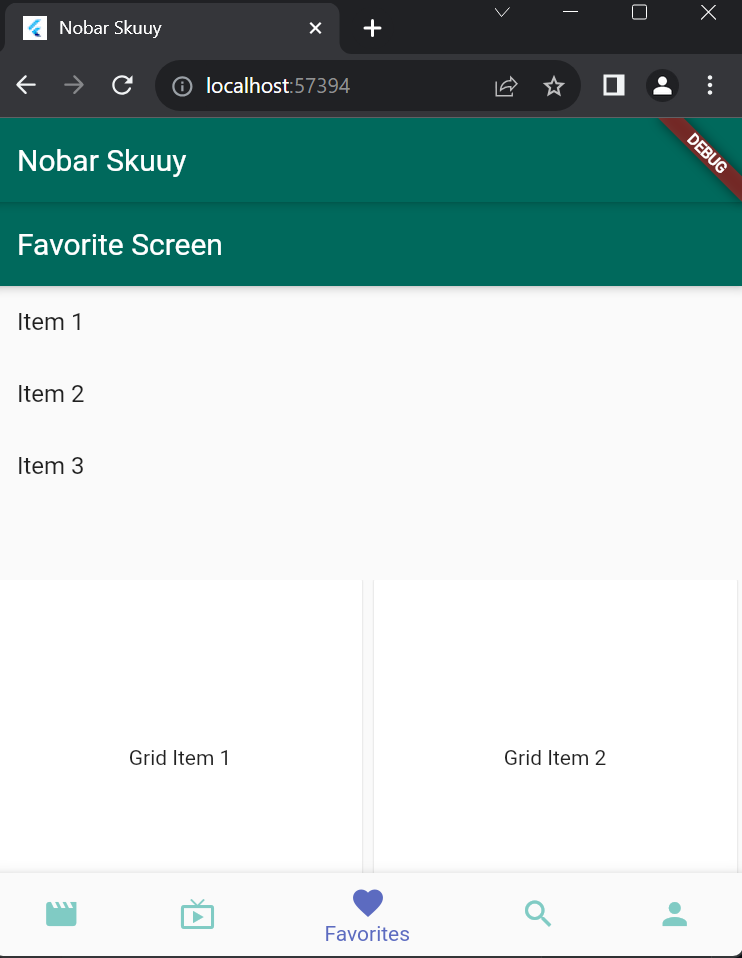 Nobar Skuuy
localhost:57394
Nobar Skuuy
DEBUG
Favorite Screen
Item 1
Item 2
Item 3
Grid Item 1
Grid Item 2
Favorites